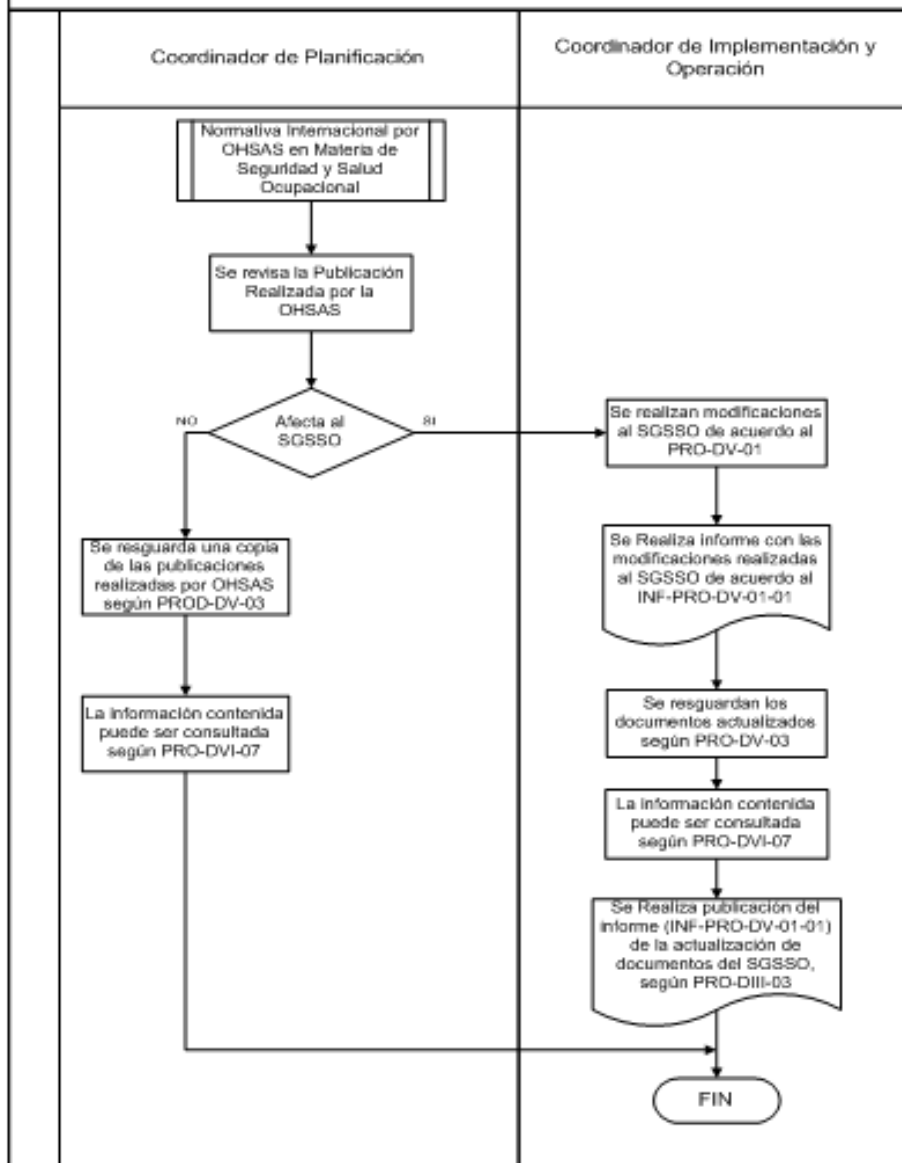 Coordinador de Planificación
Coordinador de Implementación y
Operación
Normativa Internacional por
OHSAS en Materia de
Seguridad y Salud
Ocupacional
Se revisa la Publicación
Realizada por la
OHSAS
NO
Afecta al
SGSSO
SI
Se realizan modificaciones
al SGSSO de acuerdo al
PRO-DV-01
Se resguarda una copia
de las publicaciones
realizadas por OHSAS
según PROD-DV-03
Se Realiza informe con las
modificaciones realizadas
al SGSSO de acuerdo al
INF-PRO-DV-01-01
La información contenida
puede ser consultada
según PRO-DVI-07
Se resguardan los
documentos actualizados
según PRO-DV-03
La información contenida
puede ser consultada
según PRO-DVI-07
Se Realiza publicación del
informe (INF-PRO-DV-01-01)
de la actualización de
documentos del SGSSO,
según PRO-DIII-03
FIN